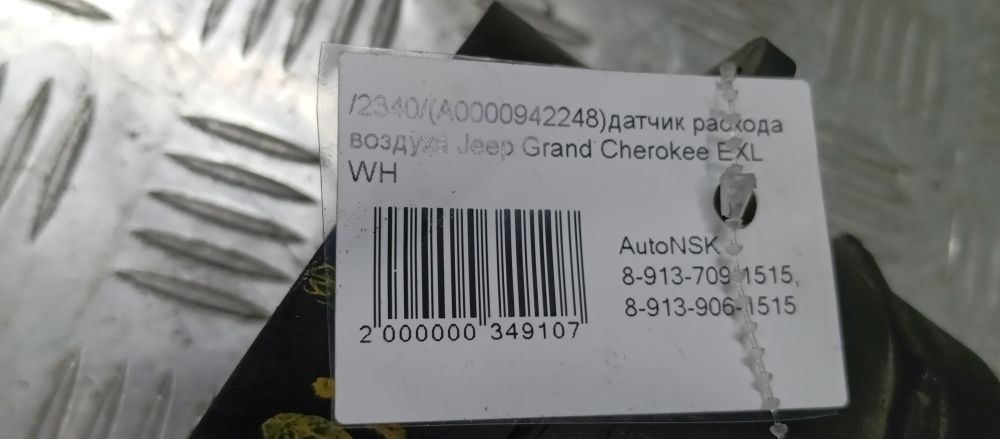 /2340/(A0000942248)датчик расхода
воздуха Jeep Grand Cherokee EXL
WH
AutoNSK
8-913-709-1515,
8-913-906-1515
2 000000 349107